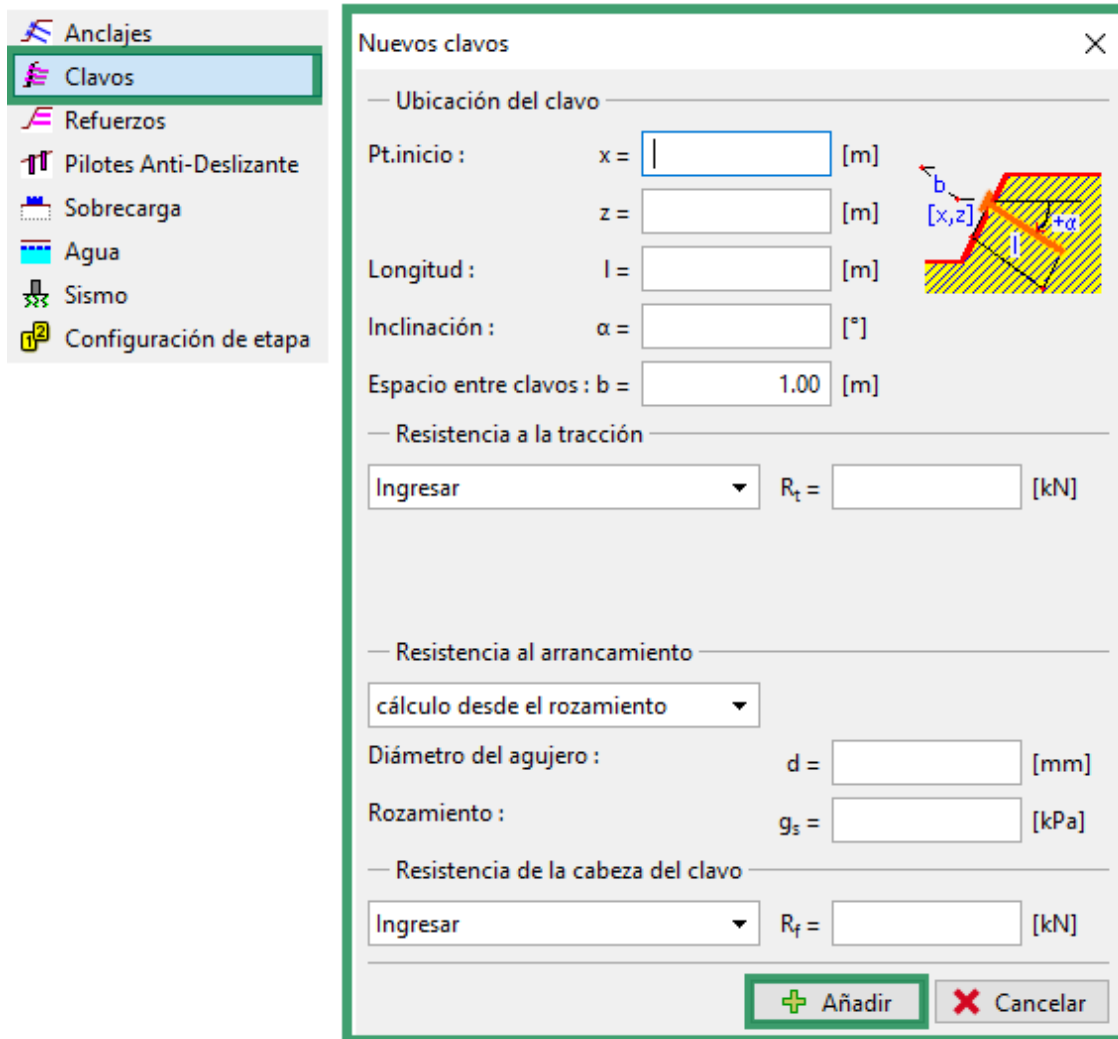 Anclajes
Clavos
Refuerzos
Pilotes Anti-Deslizante
Sobrecarga
Agua
Sismo
1 2 Configuración de etapa
Nuevos clavos
Ubicación del clavo
Pt.inicio : x = [m]
z = [m]
Longitud : l = [m]
Inclinación : α = [°]
Espacio entre clavos : b = 1.00 [m]
b
[x,z]
+α
l
Resistencia a la tracción
Ingresar Rt = [kN]
Resistencia al arrancamiento
cálculo desde el rozamiento
Diámetro del agujero : d = [mm]
Rozamiento : gs = [kPa]
Resistencia de la cabeza del clavo
Ingresar Rf = [kN]
Añadir Cancelar